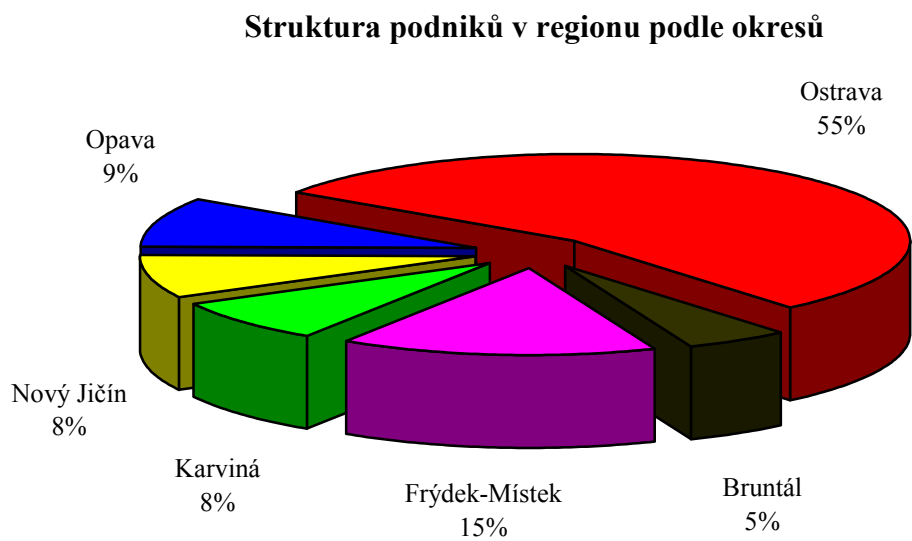 Struktura podniků v regionu podle okresů
Ostrava
55%
Opava
9%
Nový Jičín
8%
Karviná
8%
Frýdek-Místek
15%
Bruntál
5%